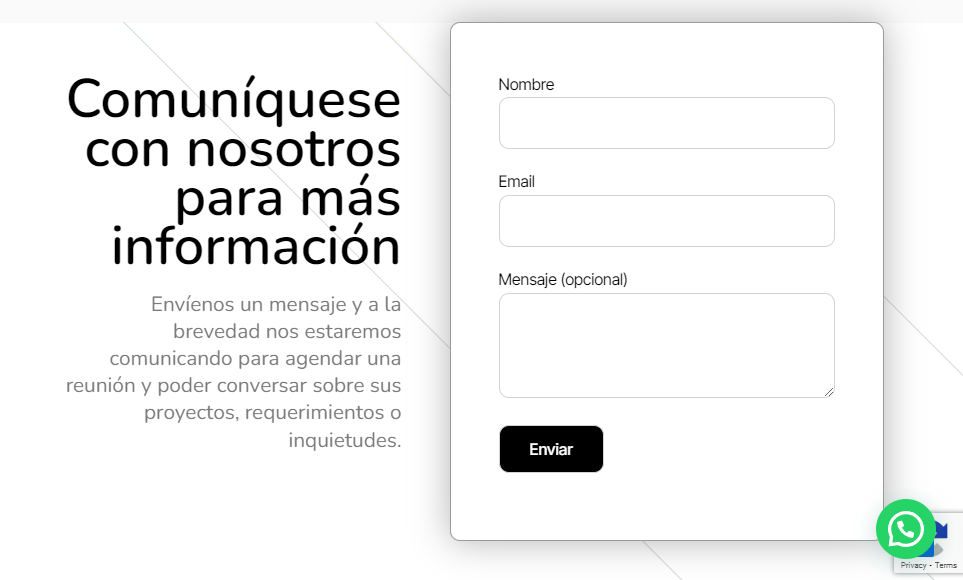 Comuníquese
con nosotros
para más
información
Envíenos un mensaje y a la
brevedad nos estaremos
comunicando para agendar una
reunión y poder conversar sobre sus
proyectos, requerimientos o
inquietudes.
Nombre
Email
Mensaje (opcional)
Enviar
Privacy - Terms